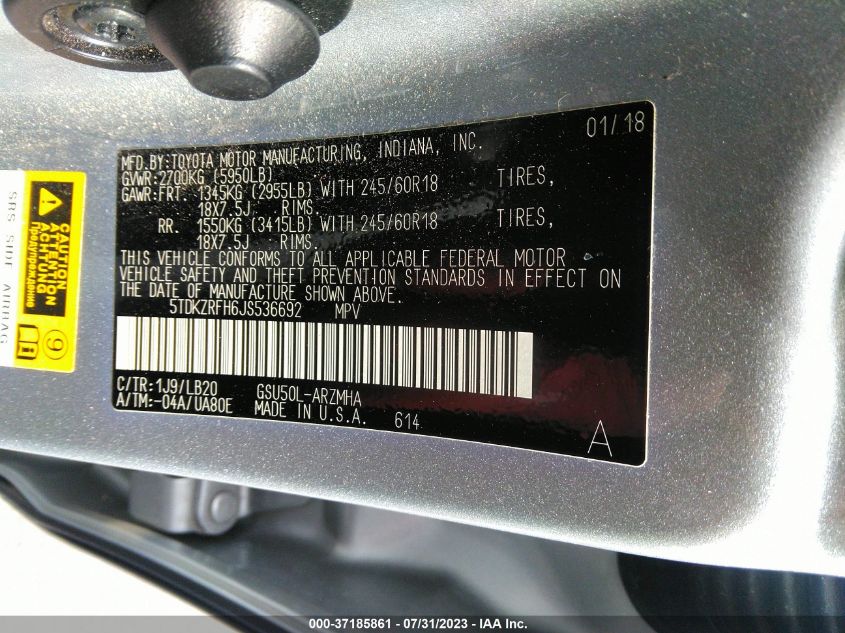 01/18
MFD.BY:TOYOTA MOTOR MANUFACTURING, INDIANA, INC.
GVWR:2700KG (5950LB)
GAWR:FRT. 1345KG (2955LB) WITH 245/60R18 TIRES,
18X7.5J RIMS.
RR. 1550KG (3415LB) WITH 245/60R18 TIRES,
18X7.5J RIMS.
THIS VEHICLE CONFORMS TO ALL APPLICABLE FEDERAL MOTOR
VEHICLE SAFETY AND THEFT PREVENTION STANDARDS IN EFFECT ON
THE DATE OF MANUFACTURE SHOWN ABOVE.
5TDKZRFH6JS536692 MPV
C/TR:1J9/LB20 GSU50L-ARZMHA
A/TM:-04A/UA80E MADE IN U.S.A. 614
A
SRS SIDE AIRBAG
CAUTION
ATTENTION
ACHTUNG
Предупреждение
9
000-37185861 - 07/31/2023 - IAA Inc.